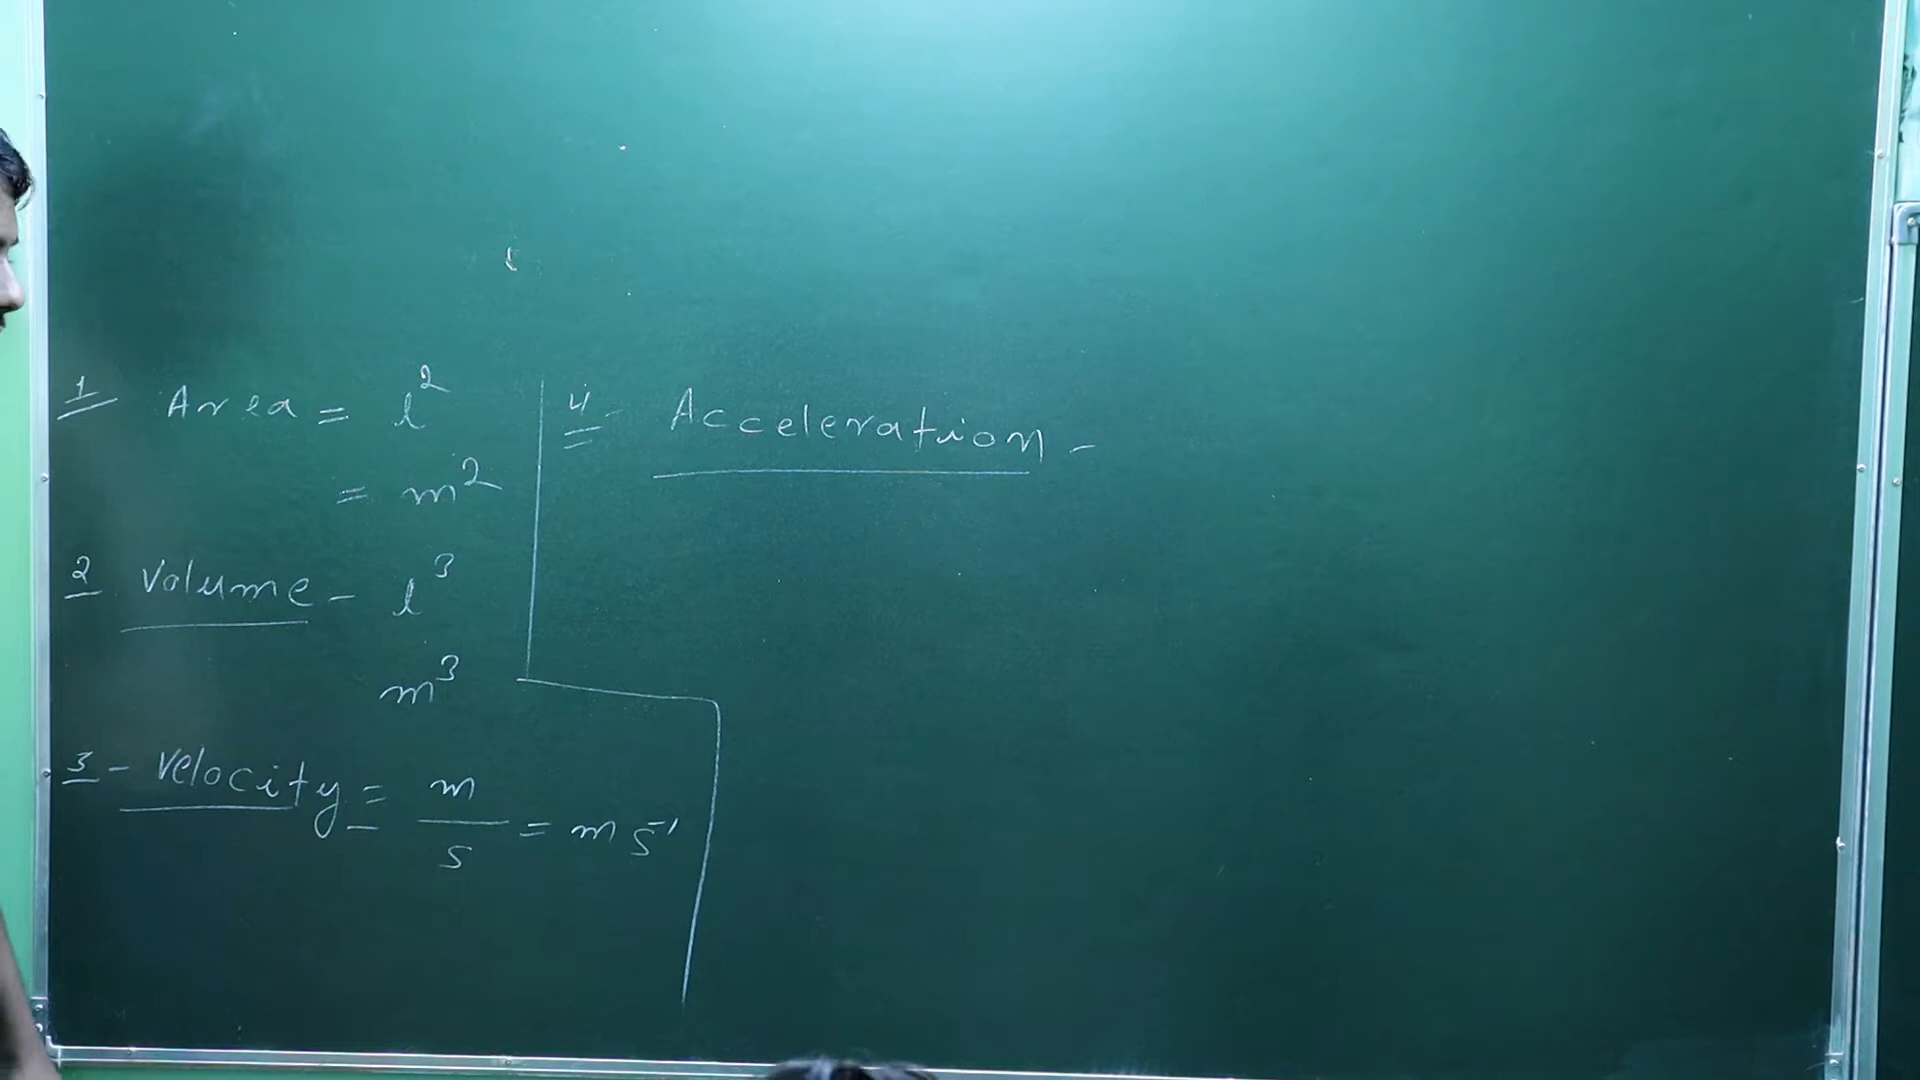 1 Area = l²
= m²
2 Volume - l³
m³
3 - Velocity = m/s = m s⁻¹
4 - Acceleration -